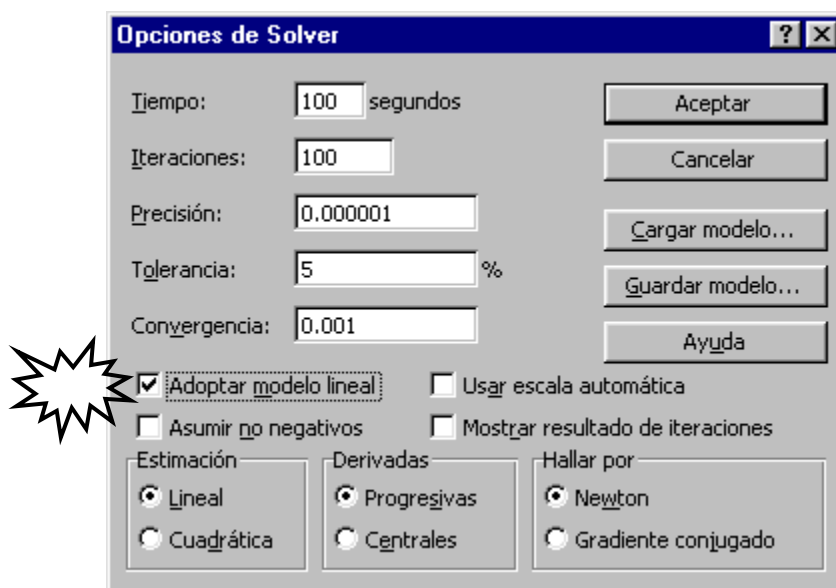 Opciones de Solver
Tiempo: 100 segundos
Aceptar
Iteraciones: 100
Cancelar
Precisión: 0.000001
Cargar modelo...
Tolerancia: 5 %
Guardar modelo...
Convergencia: 0.001
Ayuda
Adoptar modelo lineal Usar escala automática
Asumir no negativos Mostrar resultado de iteraciones
Estimación Derivadas Hallar por
Lineal Progresivas Newton
Cuadrática Centrales Gradiente conjugado